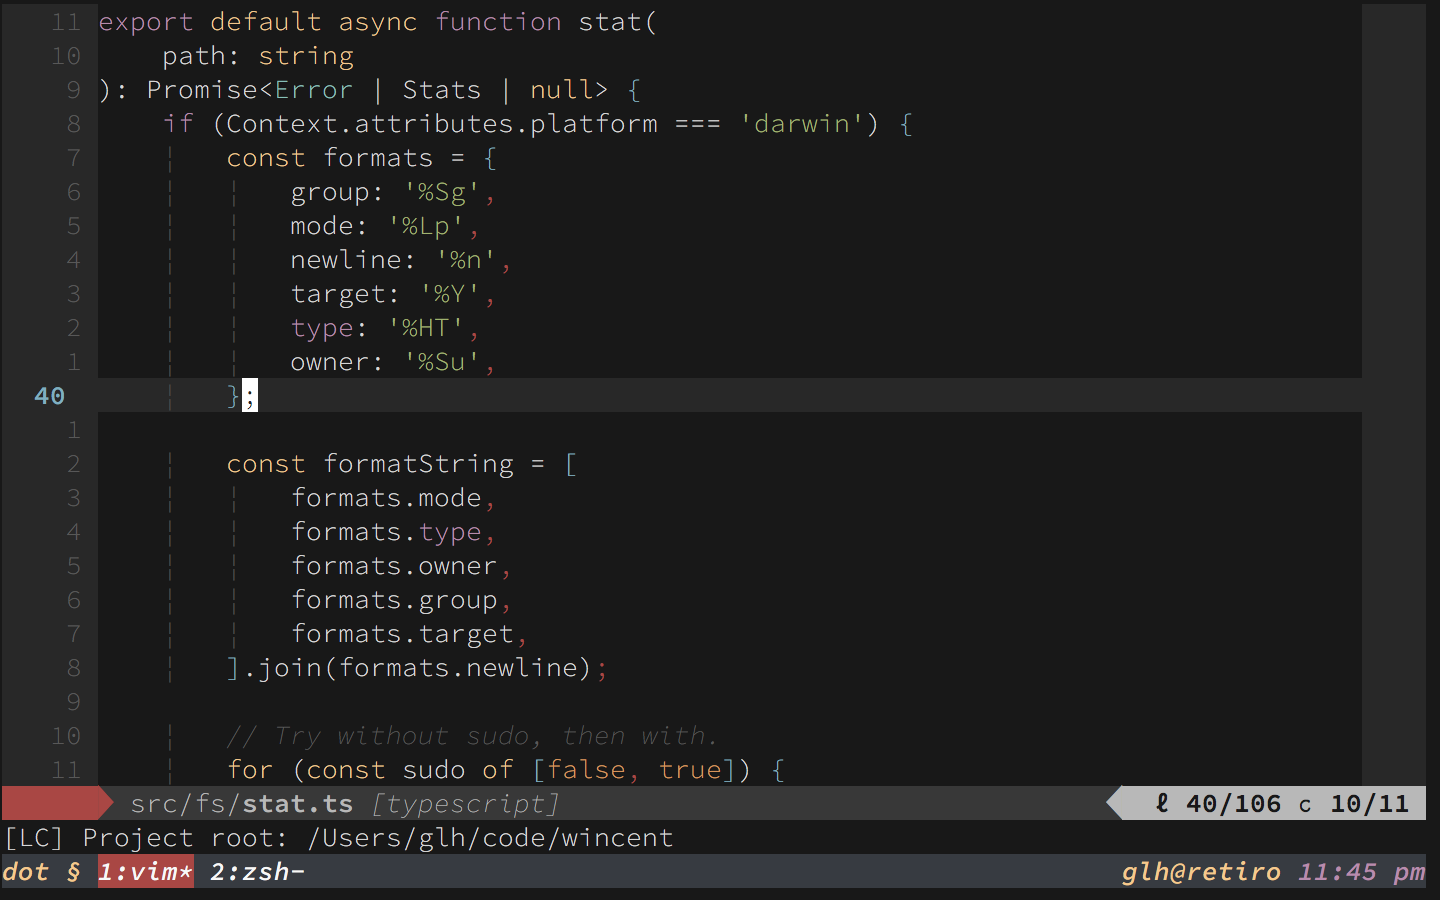 11 export default async function stat(
10     path: string
9 ): Promise<Error | Stats | null> {
8     if (Context.attributes.platform === 'darwin') {
7         const formats = {
6             group: '%Sg',
5             mode: '%Lp',
4             newline: '%n',
3             target: '%Y',
2             type: '%HT',
1             owner: '%Su',
40         };
1
2         const formatString = [
3             formats.mode,
4             formats.type,
5             formats.owner,
6             formats.group,
7             formats.target,
8         ].join(formats.newline);
9
10         // Try without sudo, then with.
11         for (const sudo of [false, true]) {
src/fs/stat.ts [typescript] ℓ 40/106 c 10/11
[LC] Project root: /Users/glh/code/wincent
dot § 1:vim* 2:zsh- glh@retiro 11:45 pm